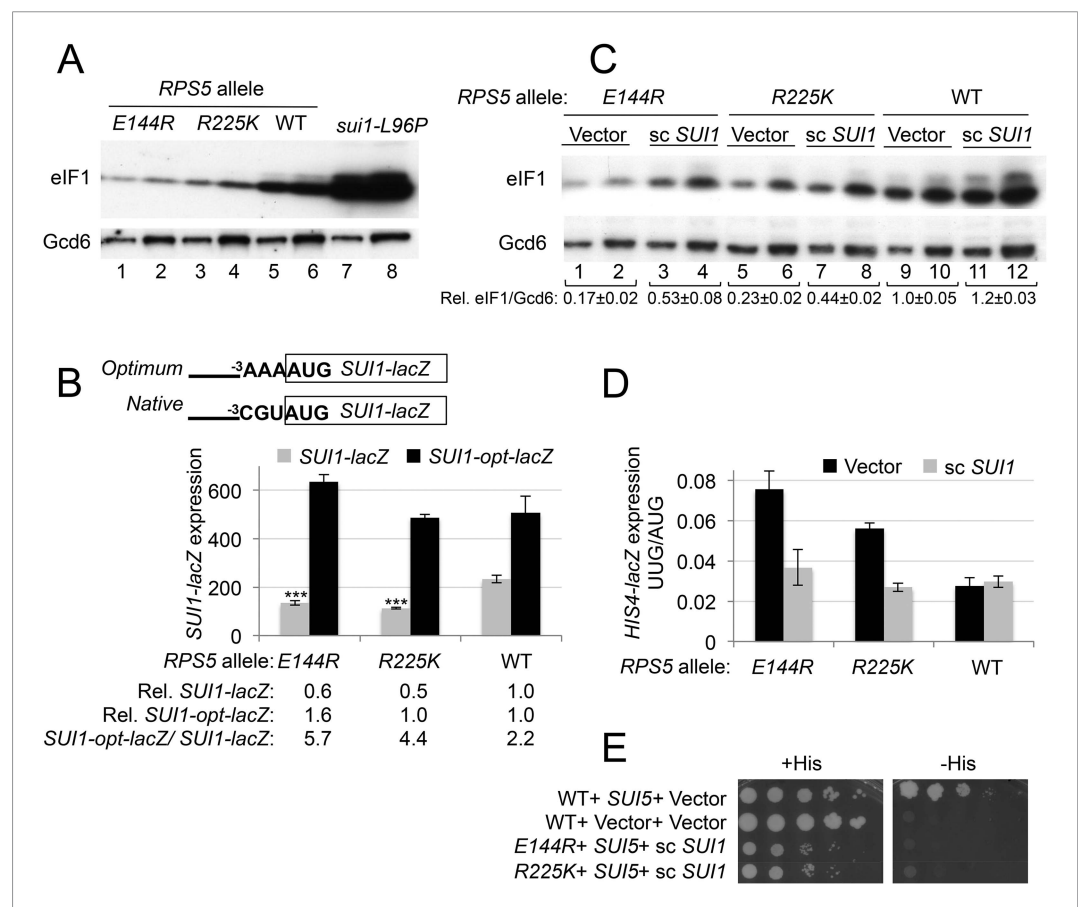 A
RPS5 allele
E144R R225K WT sui1-L96P
eIF1
Gcd6
1 2 3 4 5 6 7 8
C
RPS5 allele: E144R R225K WT
Vector sc SUI1 Vector sc SUI1 Vector sc SUI1
eIF1
Gcd6
1 2 3 4 5 6 7 8 9 10 11 12
Rel. eIF1/Gcd6: 0.17±0.02 0.53±0.08 0.23±0.02 0.44±0.02 1.0±0.05 1.2±0.03
B
Optimum -3AAAAUG SUI1-lacZ
Native -3CGUAUG SUI1-lacZ
SUI1-lacZ SUI1-opt-lacZ
SUI1-lacZ expression
600
400
200
0
*** ***
RPS5 allele: E144R R225K WT
Rel. SUI1-lacZ: 0.6 0.5 1.0
Rel. SUI1-opt-lacZ: 1.6 1.0 1.0
SUI1-opt-lacZ/ SUI1-lacZ: 5.7 4.4 2.2
D
Vector sc SUI1
HIS4-lacZ expression
UUG/AUG
0.08
0.06
0.04
0.02
0
RPS5 allele: E144R R225K WT
E
+His -His
WT+ SUI5+ Vector
WT+ Vector+ Vector
E144R+ SUI5+ sc SUI1
R225K+ SUI5+ sc SUI1